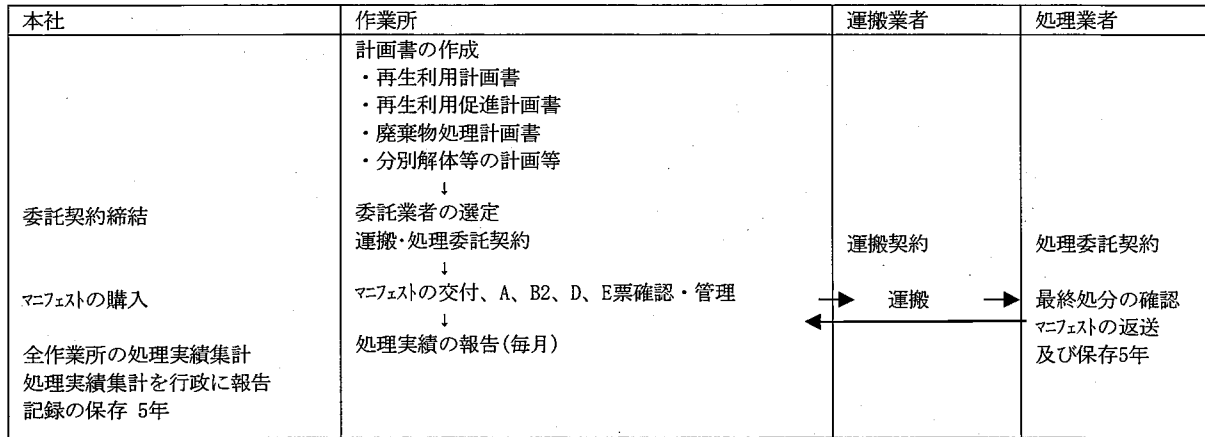 本社 作業所 運搬業者 処理業者
計画書の作成
・再生利用計画書
・再生利用促進計画書
・廃棄物処理計画書
・分別解体等の計画等
↓
委託契約締結 委託業者の選定
運搬・処理委託契約 運搬契約 処理委託契約
↓
マニフェストの購入 マニフェストの交付、A、B2、D、E票確認・管理 → 運搬 → 最終処分の確認
↓ ← マニフェストの返送
全作業所の処理実績集計 処理実績の報告(毎月) 及び保存5年
処理実績集計を行政に報告
記録の保存 5年